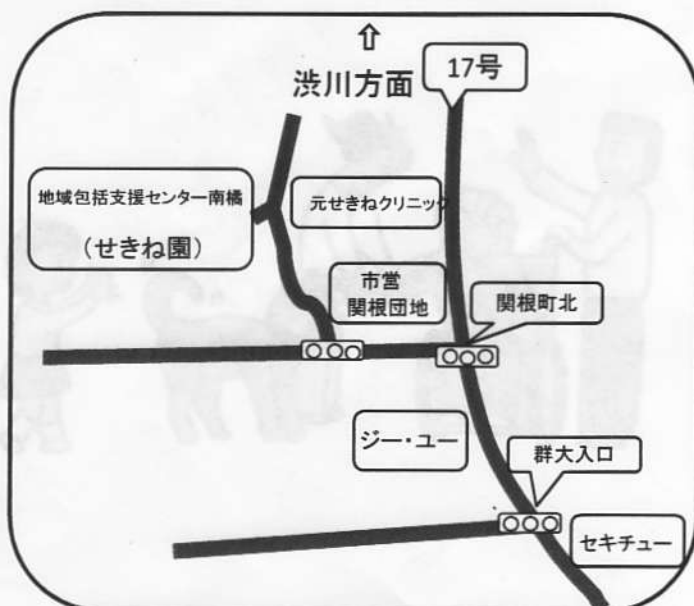 ⇧
渋川方面
17号
地域包括支援センター南橘
(せきね園)
元せきねクリニック
市営
関根団地
関根町北
ジー・ユー
群大入口
セキチュー